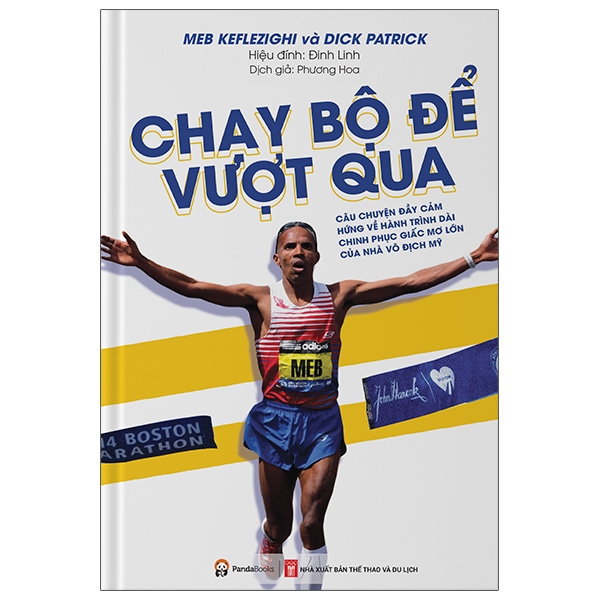 MEB KEFLEZIGHI và DICK PATRICK
Hiệu đính: Đinh Linh
Dịch giả: Phương Hoa
CHẠY BỘ ĐỂ
VƯỢT QUA
CÂU CHUYỆN ĐẦY CẢM
HỨNG VỀ HÀNH TRÌNH DÀI
CHINH PHỤC GIẤC MƠ LỚN
CỦA NHÀ VÔ ĐỊCH MỸ
adidas
MEB
John Hancock
BOSTON
14 BOSTON
ARATHON
PandaBooks
NHÀ XUẤT BẢN THỂ THAO VÀ DU LỊCH